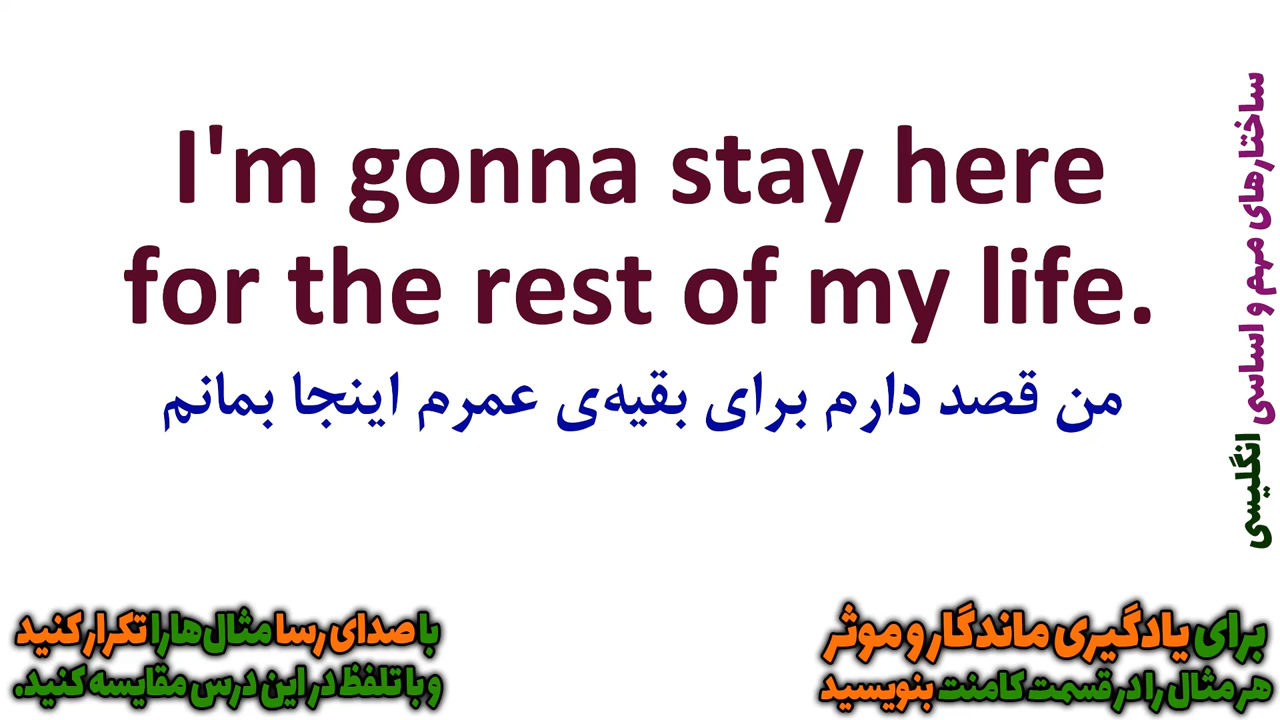 I'm gonna stay here
for the rest of my life.
من قصد دارم برای بقیه‌ی عمرم اینجا بمانم
ساختارهای مهم و اساسی انگلیسی
برای یادگیری ماندگار و موثر
هر مثال را در قسمت کامنت بنویسید
با صدای رسا مثال‌ها را تکرار کنید
و با تلفظ در این درس مقایسه کنید.